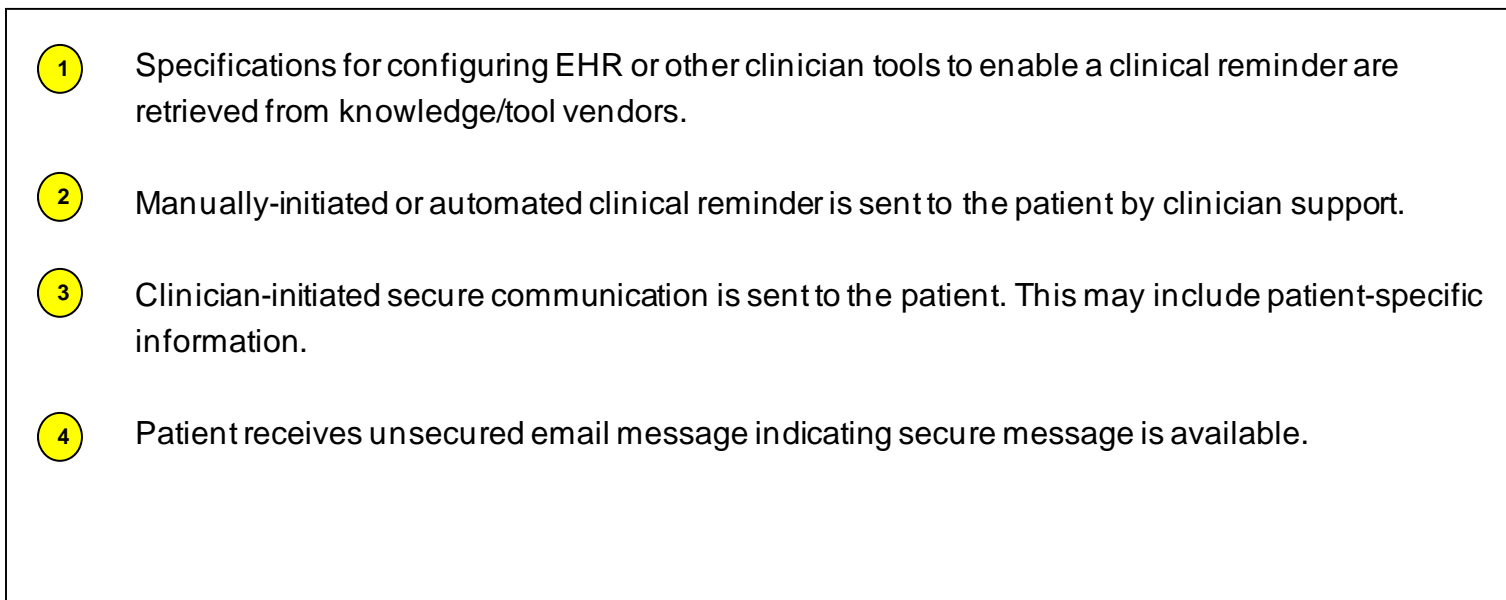 1 Specifications for configuring EHR or other clinician tools to enable a clinical reminder are
retrieved from knowledge/tool vendors.
2 Manually-initiated or automated clinical reminder is sent to the patient by clinician support.
3 Clinician-initiated secure communication is sent to the patient. This may include patient-specific
information.
4 Patient receives unsecured email message indicating secure message is available.